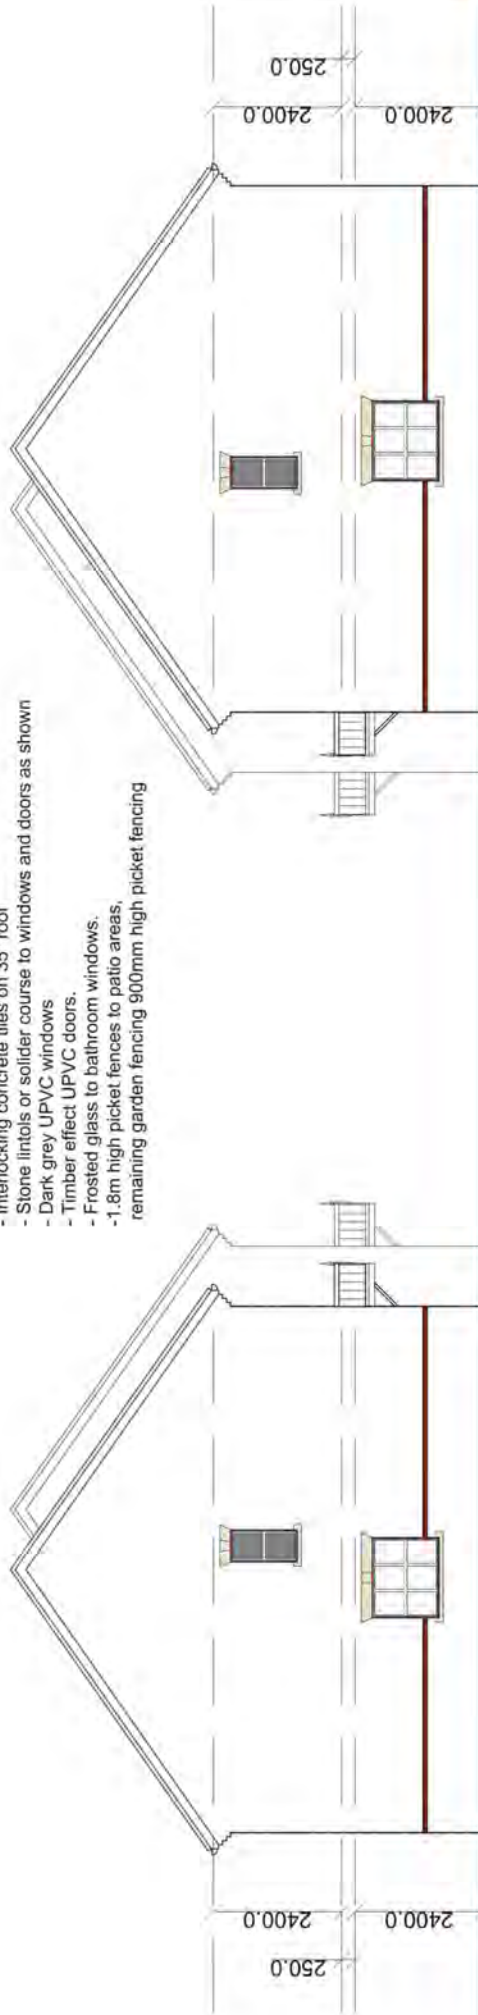 - Interlocking concrete tiles on 35° roof
- Stone lintols or solider course to windows and doors as shown
- Dark grey UPVC windows
- Timber effect UPVC doors.
- Frosted glass to bathroom windows.
-1.8m high picket fences to patio areas,
remaining garden fencing 900mm high picket fencing
2400.0
250.0
2400.0
2400.0
250.0
2400.0